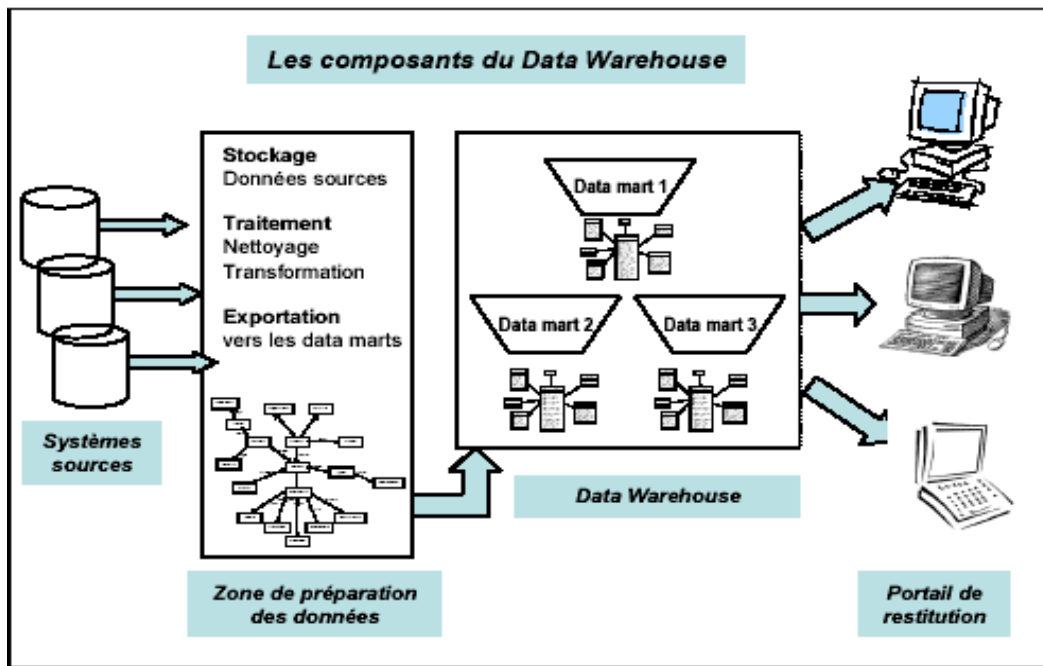 Les composants du Data Warehouse
Stockage
Données sources
Traitement
Nettoyage
Transformation
Exportation
vers les data marts
Data mart 1
Data mart 2
Data mart 3
Systèmes
sources
Data Warehouse
Zone de préparation
des données
Portail de
restitution